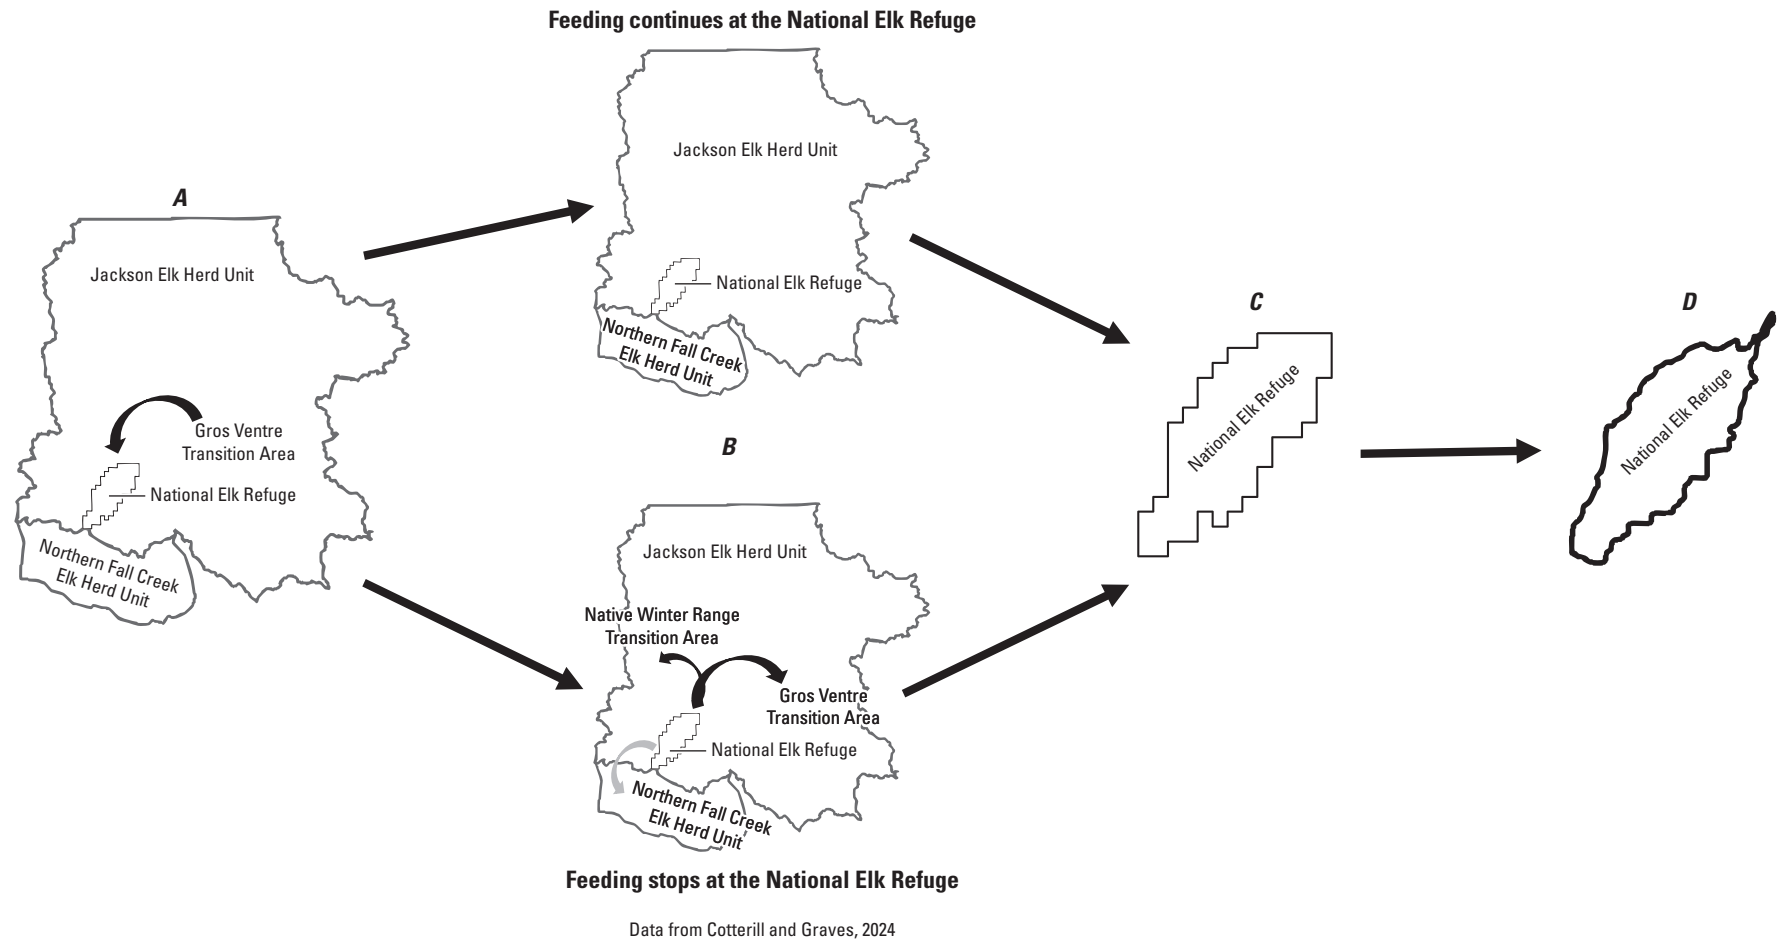 Feeding continues at the National Elk Refuge
A
Jackson Elk Herd Unit
Gros Ventre
Transition Area
National Elk Refuge
Northern Fall Creek
Elk Herd Unit
Jackson Elk Herd Unit
National Elk Refuge
Northern Fall Creek
Elk Herd Unit
B
Jackson Elk Herd Unit
Native Winter Range
Transition Area
Gros Ventre
Transition Area
National Elk Refuge
Northern Fall Creek
Elk Herd Unit
Feeding stops at the National Elk Refuge
C
National Elk Refuge
D
National Elk Refuge
Data from Cotterill and Graves, 2024